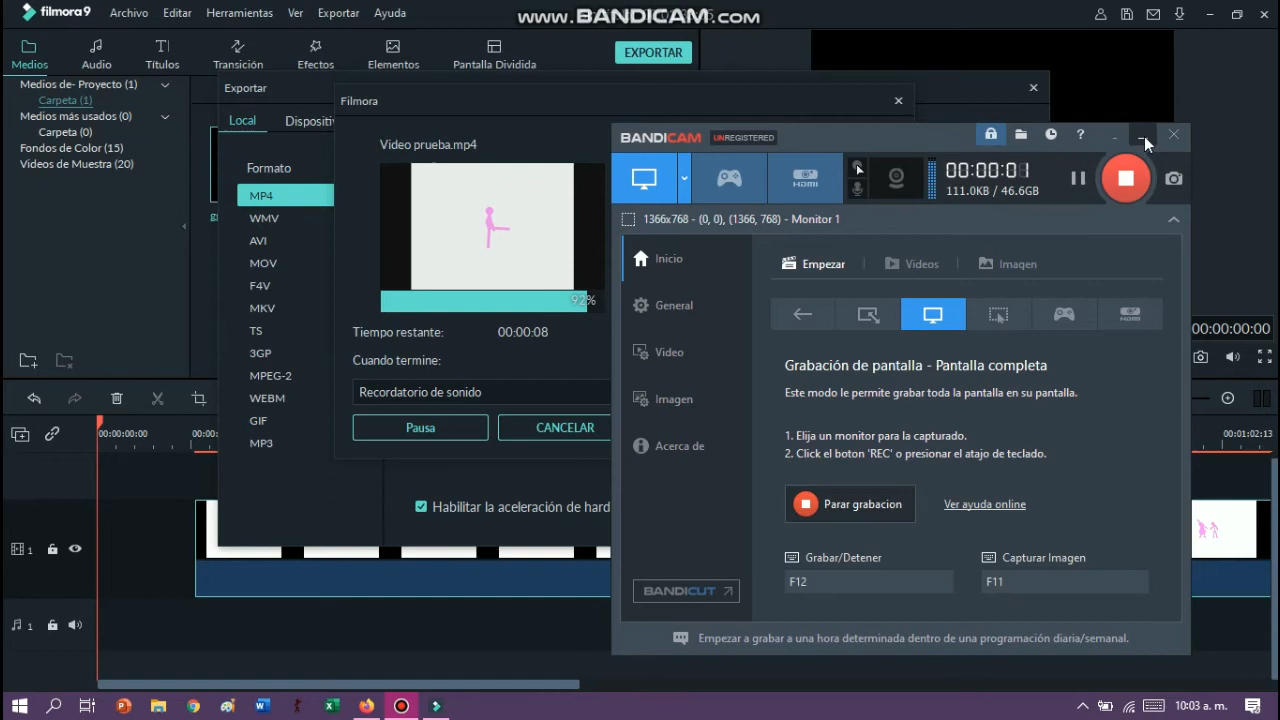 filmora9 Archivo Editar Herramientas Ver Exportar Ayuda
www.BANDICAM.com
Medios Audio Títulos Transición Efectos Elementos Pantalla Dividida EXPORTAR
Medios de- Proyecto (1)
Carpeta (1)
Medios más usados (0)
Carpeta (0)
Fondos de Color (15)
Videos de Muestra (20)
Exportar
Local Dispositi
Formato
MP4
WMV
AVI
MOV
F4V
MKV
TS
3GP
MPEG-2
WEBM
GIF
MP3
Habilitar la aceleración de hard
Filmora
Video prueba.mp4
92%
Tiempo restante: 00:00:08
Cuando termine:
Recordatorio de sonido
Pausa CANCELAR
BANDICAM UNREGISTERED
HDMI
111.0KB / 46.6GB
1366x768 - (0, 0), (1366, 768) - Monitor 1
Inicio
General
Video
Imagen
Acerca de
BANDICUT
Empezar Videos Imagen
HDMI
Grabación de pantalla - Pantalla completa
Este modo le permite grabar toda la pantalla en su pantalla.
1. Elija un monitor para la capturado.
2. Click el boton 'REC' o presionar el atajo de teclado.
Parar grabacion Ver ayuda online
Grabar/Detener Capturar Imagen
F12 F11
Empezar a grabar a una hora determinada dentro de una programación diaria/semanal.
00:00:00:00
00:00:00:00 00:00: 00:01:02:13
1
1
10:03 a. m.